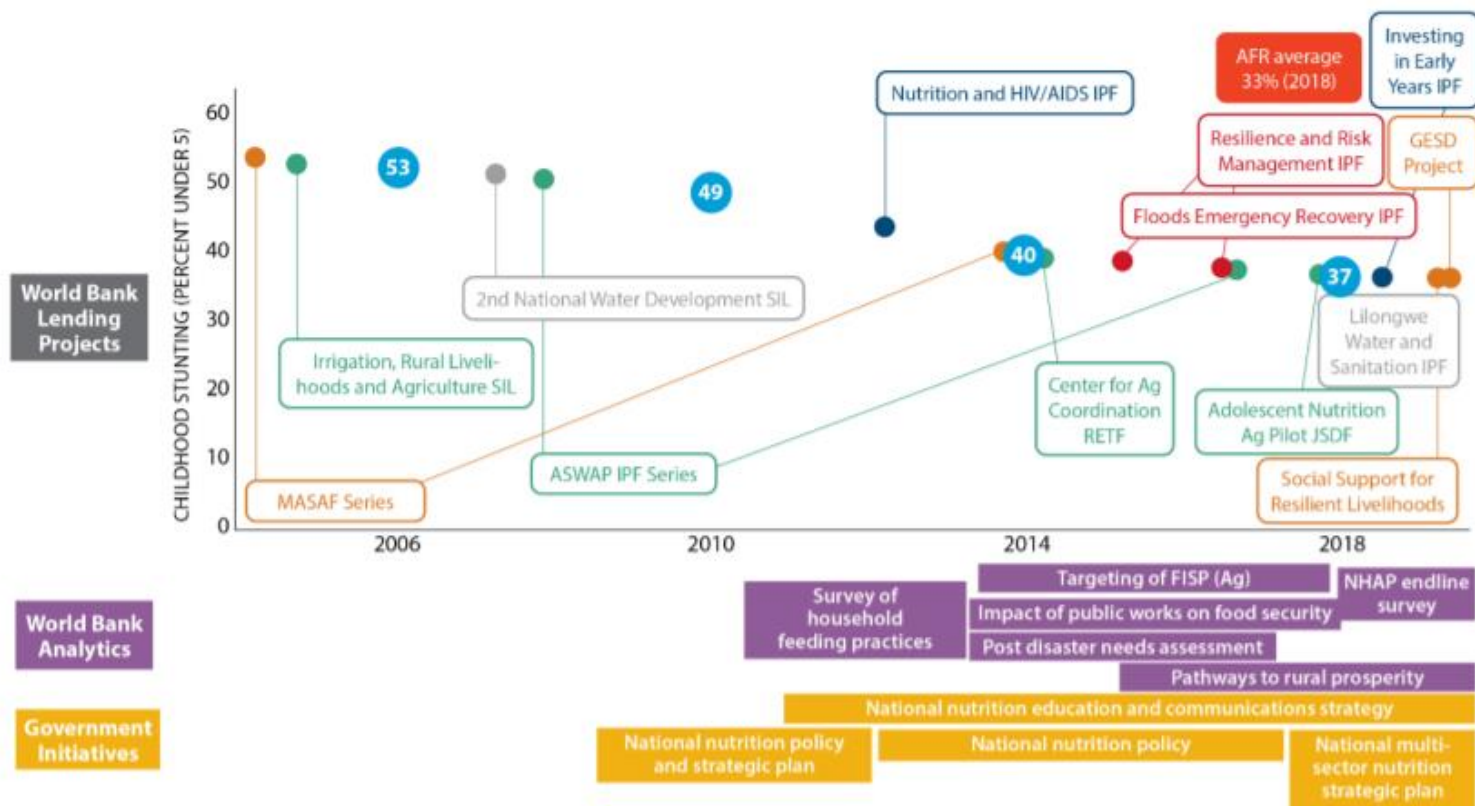 AFR average
33% (2018)
Investing
in Early
Years IPF
Nutrition and HIV/AIDS IPF
Resilience and Risk
Management IPF
GESD
Project
Floods Emergency Recovery IPF
CHILDHOOD STUNTING (PERCENT UNDER 5)
60
50
40
30
20
10
0
53
49
40
37
World Bank
Lending
Projects
2nd National Water Development SIL
Irrigation, Rural Liveli-
hoods and Agriculture SIL
Lilongwe
Water and
Sanitation IPF
Center for Ag
Coordination
RETF
Adolescent Nutrition
Ag Pilot JSDF
ASWAP IPF Series
MASAF Series
Social Support for
Resilient Livelihoods
2006
2010
2014
2018
World Bank
Analytics
Survey of
household
feeding practices
Targeting of FISP (Ag)
Impact of public works on food security
Post disaster needs assessment
NHAP endline
survey
Pathways to rural prosperity
Government
Initiatives
National nutrition education and communications strategy
National nutrition policy
and strategic plan
National nutrition policy
National multi-
sector nutrition
strategic plan